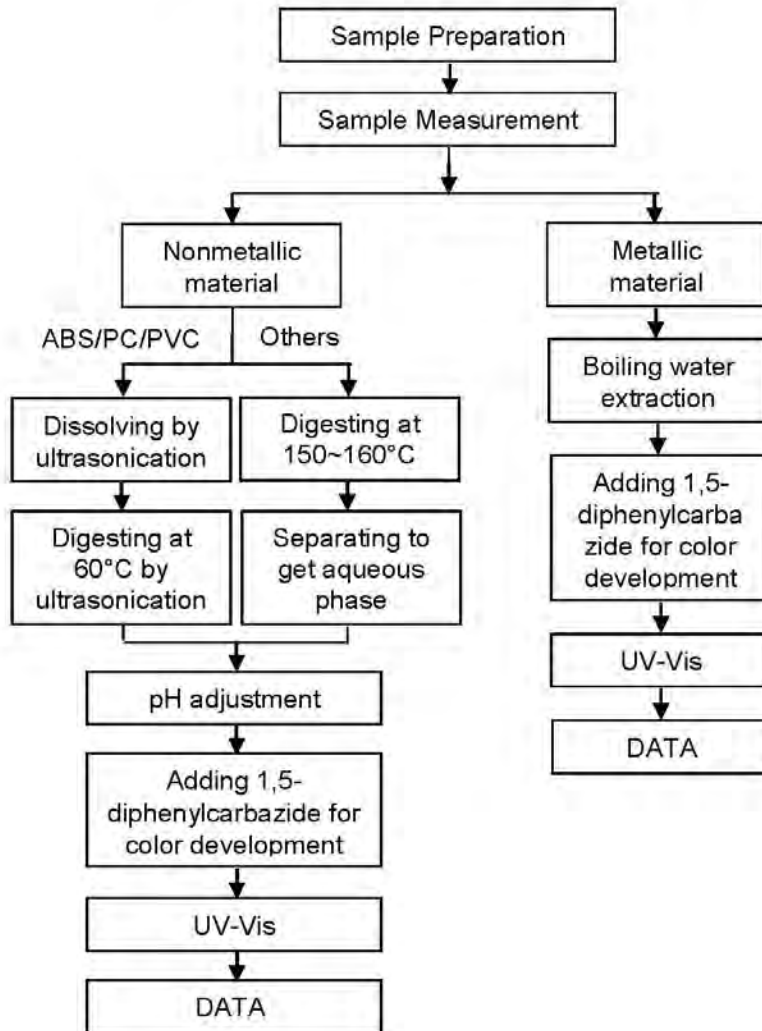 Sample Preparation
Sample Measurement
Nonmetallic
material
Metallic
material
ABS/PC/PVC
Others
Boiling water
extraction
Dissolving by
ultrasonication
Digesting at
150~160°C
Adding 1,5-
diphenylcarba
zide for color
development
Digesting at
60°C by
ultrasonication
Separating to
get aqueous
phase
UV-Vis
pH adjustment
DATA
Adding 1,5-
diphenylcarbazide for
color development
UV-Vis
DATA